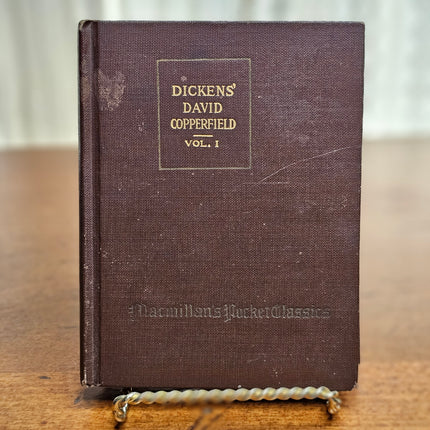 DICKENS'
DAVID
COPPERFIELD
VOL. I
Macmillan's Pocket Classics